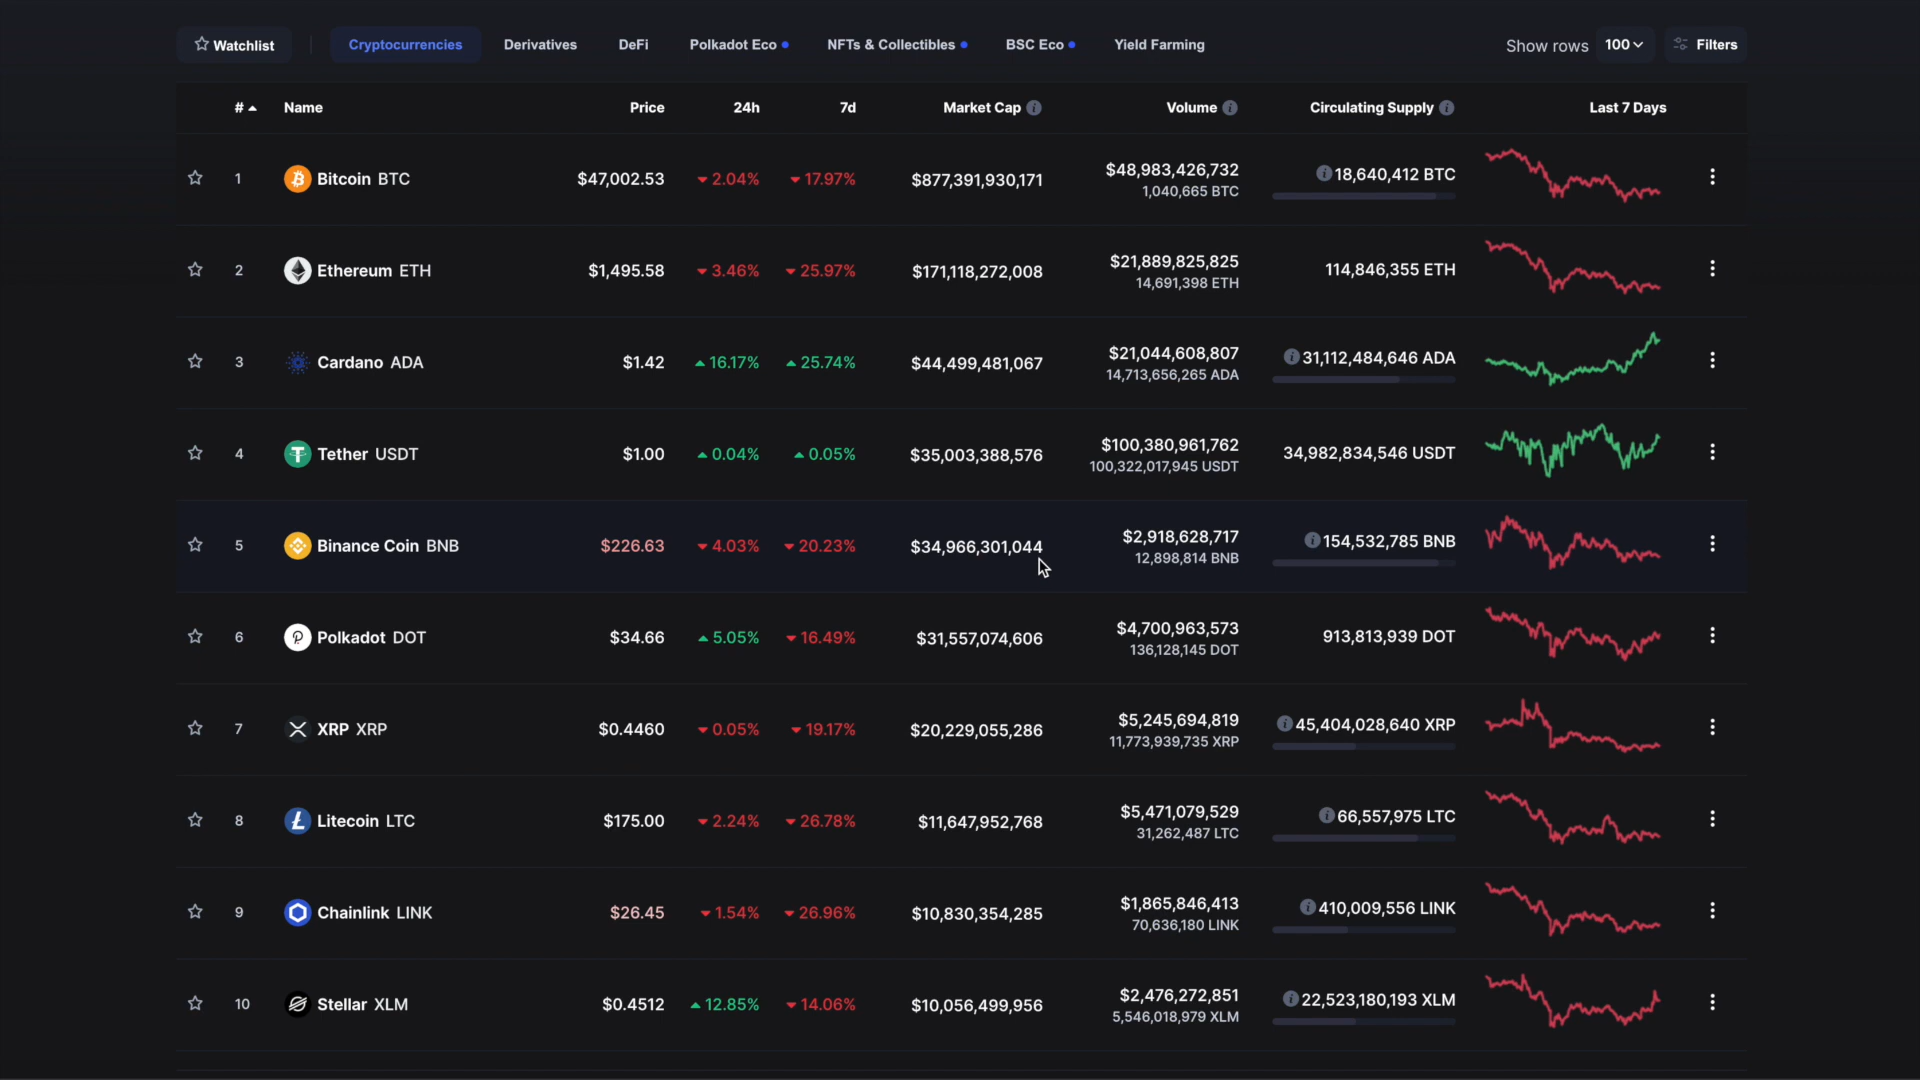 Watchlist Cryptocurrencies Derivatives DeFi Polkadot Eco NFTs & Collectibles BSC Eco Yield Farming Show rows 100 Filters
# Name Price 24h 7d Market Cap Volume Circulating Supply Last 7 Days
1 Bitcoin BTC $47,002.53 2.04% 17.97% $877,391,930,171 $48,983,426,732 18,640,412 BTC
1,040,665 BTC
2 Ethereum ETH $1,495.58 3.46% 25.97% $171,118,272,008 $21,889,825,825 114,846,355 ETH
14,691,398 ETH
3 Cardano ADA $1.42 16.17% 25.74% $44,499,481,067 $21,044,608,807 31,112,484,646 ADA
14,713,656,265 ADA
4 Tether USDT $1.00 0.04% 0.05% $35,003,388,576 $100,380,961,762 34,982,834,546 USDT
100,322,017,945 USDT
5 Binance Coin BNB $226.63 4.03% 20.23% $34,966,301,044 $2,918,628,717 154,532,785 BNB
12,898,814 BNB
6 Polkadot DOT $34.66 5.05% 16.49% $31,557,074,606 $4,700,963,573 913,813,939 DOT
136,128,145 DOT
7 XRP XRP $0.4460 0.05% 19.17% $20,229,055,286 $5,245,694,819 45,404,028,640 XRP
11,773,939,735 XRP
8 Litecoin LTC $175.00 2.24% 26.78% $11,647,952,768 $5,471,079,529 66,557,975 LTC
31,262,487 LTC
9 Chainlink LINK $26.45 1.54% 26.96% $10,830,354,285 $1,865,846,413 410,009,556 LINK
70,636,180 LINK
10 Stellar XLM $0.4512 12.85% 14.06% $10,056,499,956 $2,476,272,851 22,523,180,193 XLM
5,546,018,979 XLM